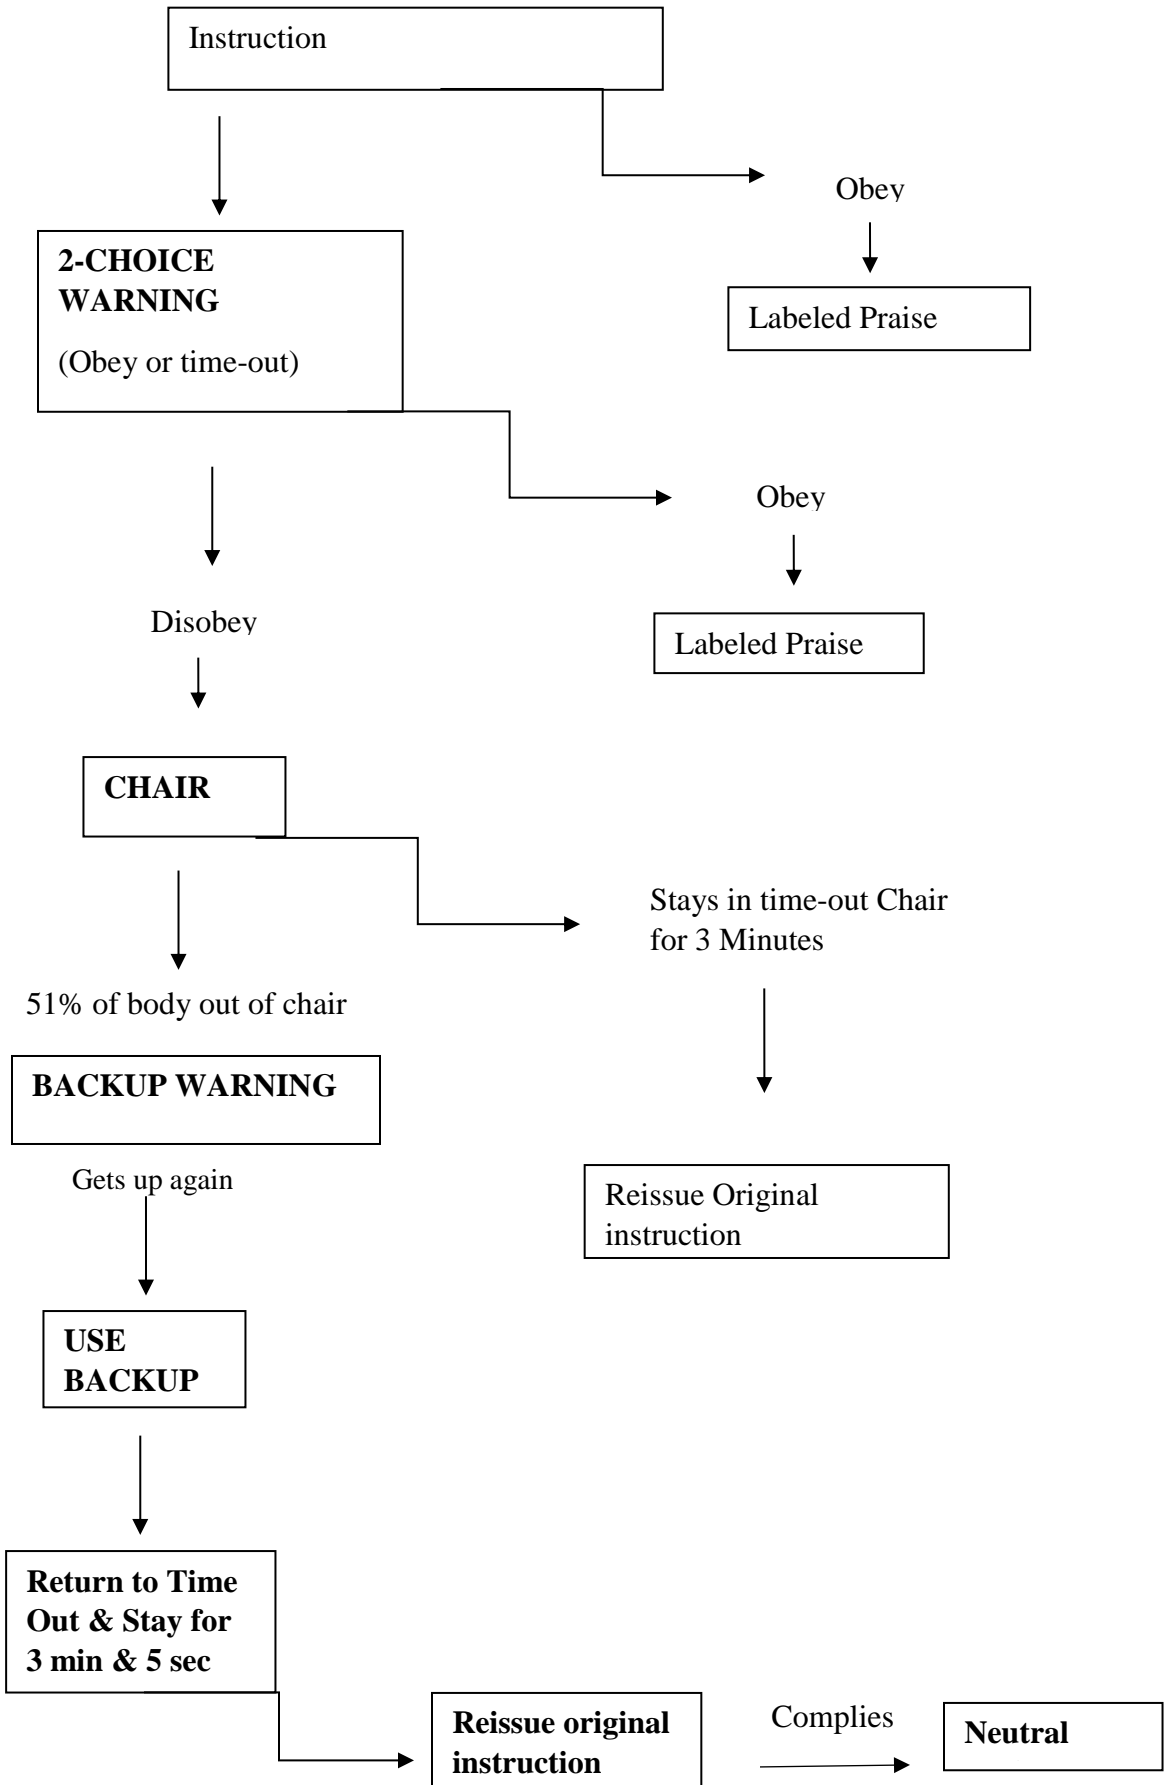 Instruction
Obey
2-CHOICE
WARNING
(Obey or time-out)
Labeled Praise
Obey
Disobey
Labeled Praise
CHAIR
Stays in time-out Chair
for 3 Minutes
51% of body out of chair
BACKUP WARNING
Gets up again
Reissue Original
instruction
USE
BACKUP
Return to Time
Out & Stay for
3 min & 5 sec
Reissue original
instruction
Complies
Neutral